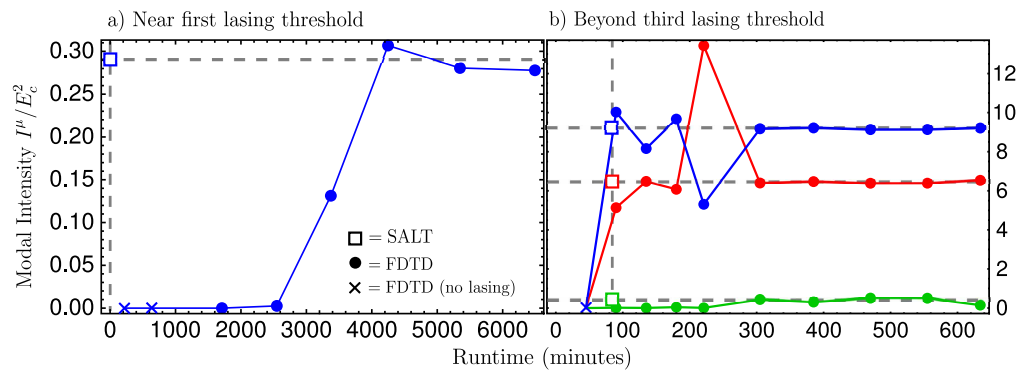 a) Near first lasing threshold
b) Beyond third lasing threshold
Modal Intensity I^μ/E_c^2
0.30
0.25
0.20
0.15
0.10
0.05
0.00
= SALT
= FDTD
= FDTD (no lasing)
0 1000 2000 3000 4000 5000 6000
12
10
8
6
4
2
0
0 100 200 300 400 500 600
Runtime (minutes)